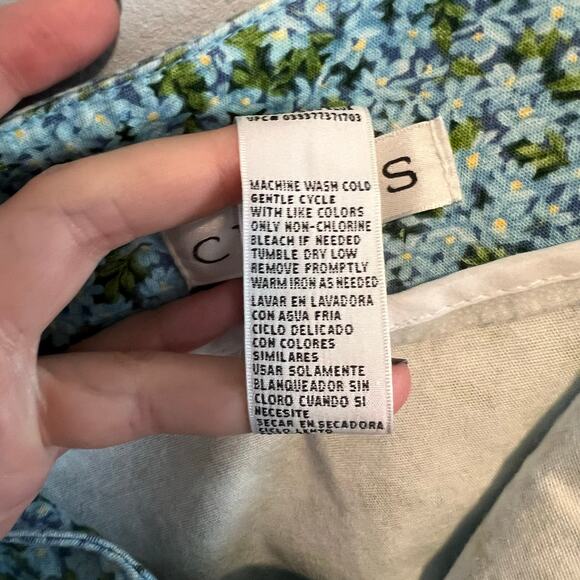 UPC# 033377371703
MACHINE WASH COLD
GENTLE CYCLE
WITH LIKE COLORS
ONLY NON-CHLORINE
BLEACH IF NEEDED
TUMBLE DRY LOW
REMOVE PROMPTLY
WARM IRON AS NEEDED
LAVAR EN LAVADORA
CON AGUA FRIA
CICLO DELICADO
CON COLORES
SIMILARES
USAR SOLAMENTE
BLANQUEADOR SIN
CLORO CUANDO SI
NECESITE
SECAR EN SECADORA
CICLO LENTO
C
S